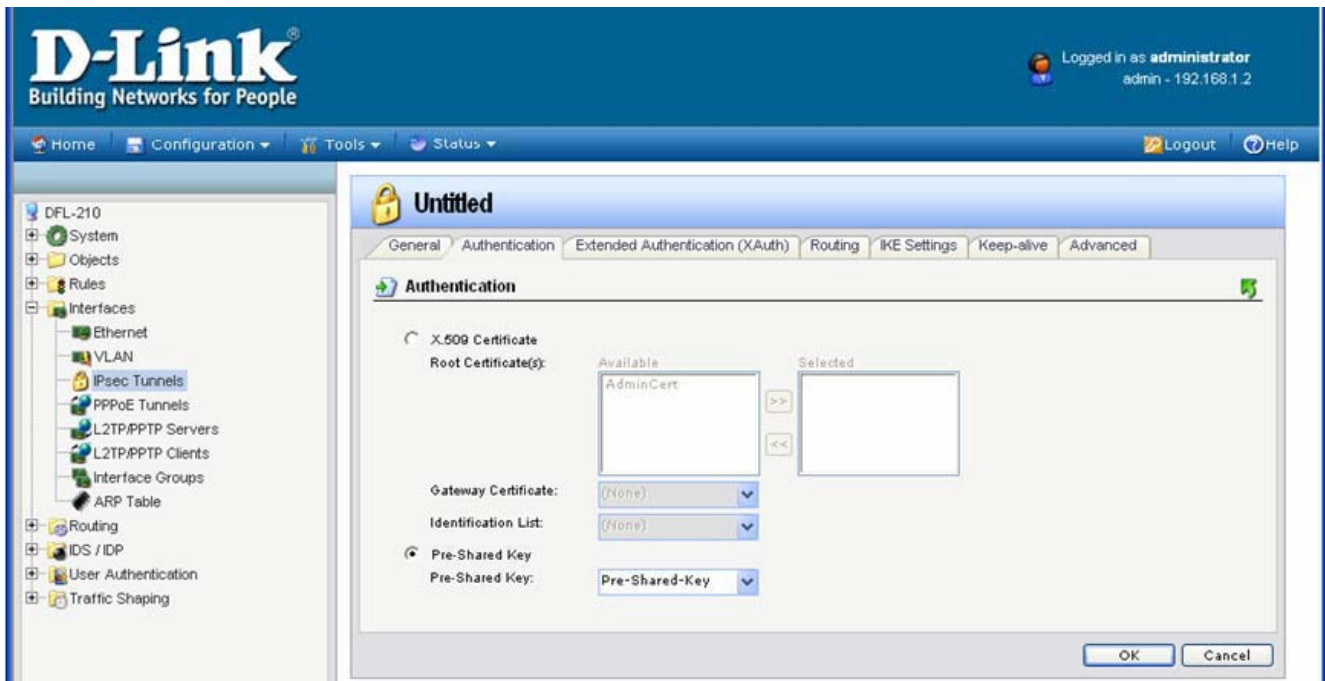 D-Link®
Building Networks for People
Logged in as administrator
admin - 192.168.1.2
Home Configuration Tools Status Logout Help
DFL-210
System
Objects
Rules
Interfaces
Ethernet
VLAN
IPsec Tunnels
PPPoE Tunnels
L2TP/PPTP Servers
L2TP/PPTP Clients
Interface Groups
ARP Table
Routing
IDS / IDP
User Authentication
Traffic Shaping
Untitled
General Authentication Extended Authentication (XAuth) Routing IKE Settings Keep-alive Advanced
Authentication
X.509 Certificate
Root Certificate(s): Available Selected
AdminCert
>>
<<
Gateway Certificate: (None)
Identification List: (None)
Pre-Shared Key
Pre-Shared Key: Pre-Shared-Key
OK Cancel